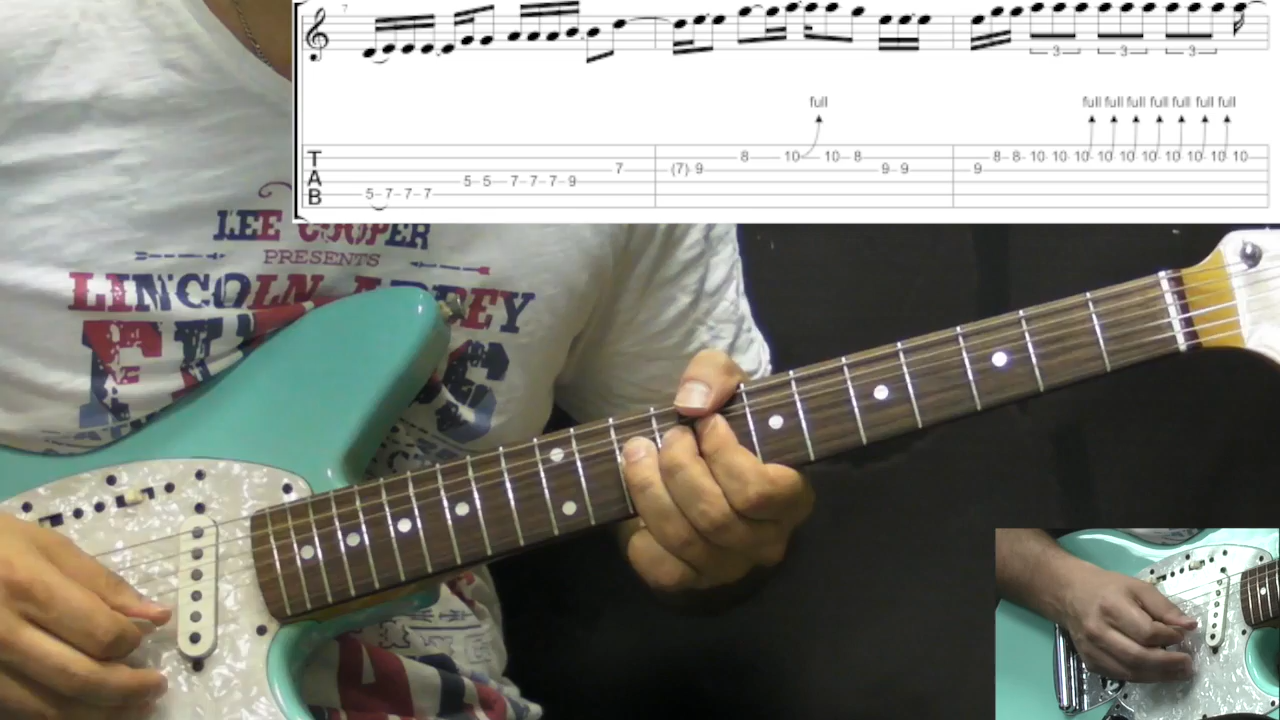 7
3 3 3
full full full full full full full full
T 8 10 10 8 8 8 10 10 10 10 10 10 10 10 10 10
A 7 (7) 9 9 9 9
5 5 7 7 7 9
B 5 7 7 7
LEE COOPER
PRESENTS
LINCOLN ABBEY